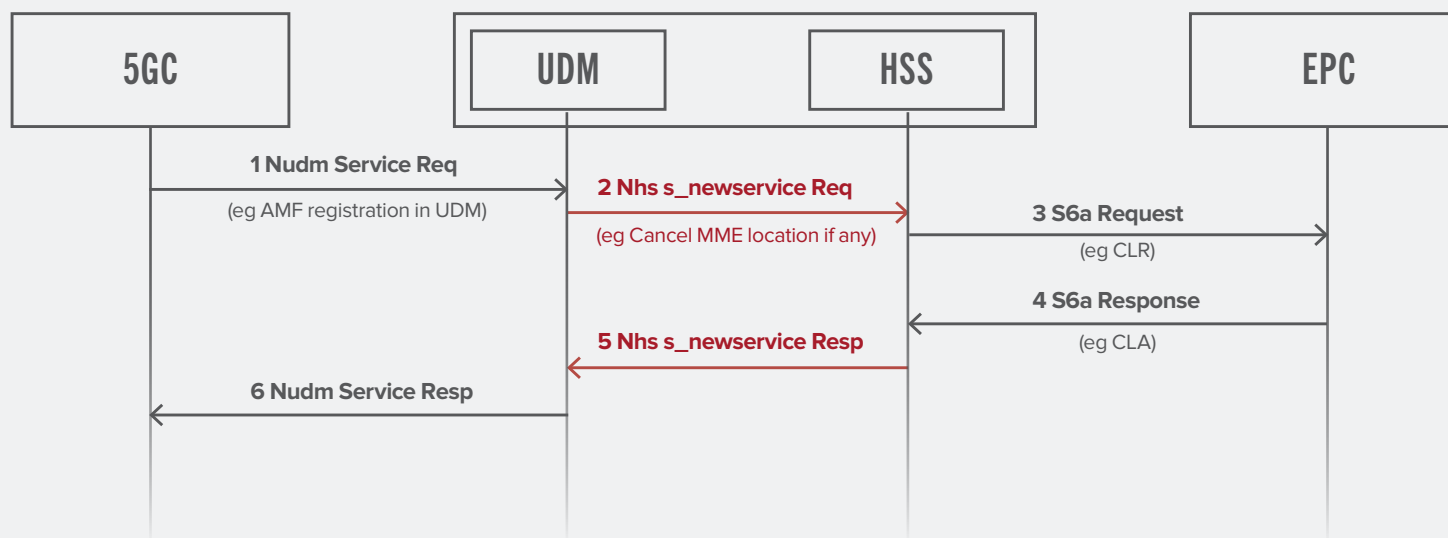 5GC
UDM
HSS
EPC
1 Nudm Service Req
(eg AMF registration in UDM)
2 Nhs s_newservice Req
(eg Cancel MME location if any)
3 S6a Request
(eg CLR)
4 S6a Response
(eg CLA)
5 Nhs s_newservice Resp
6 Nudm Service Resp